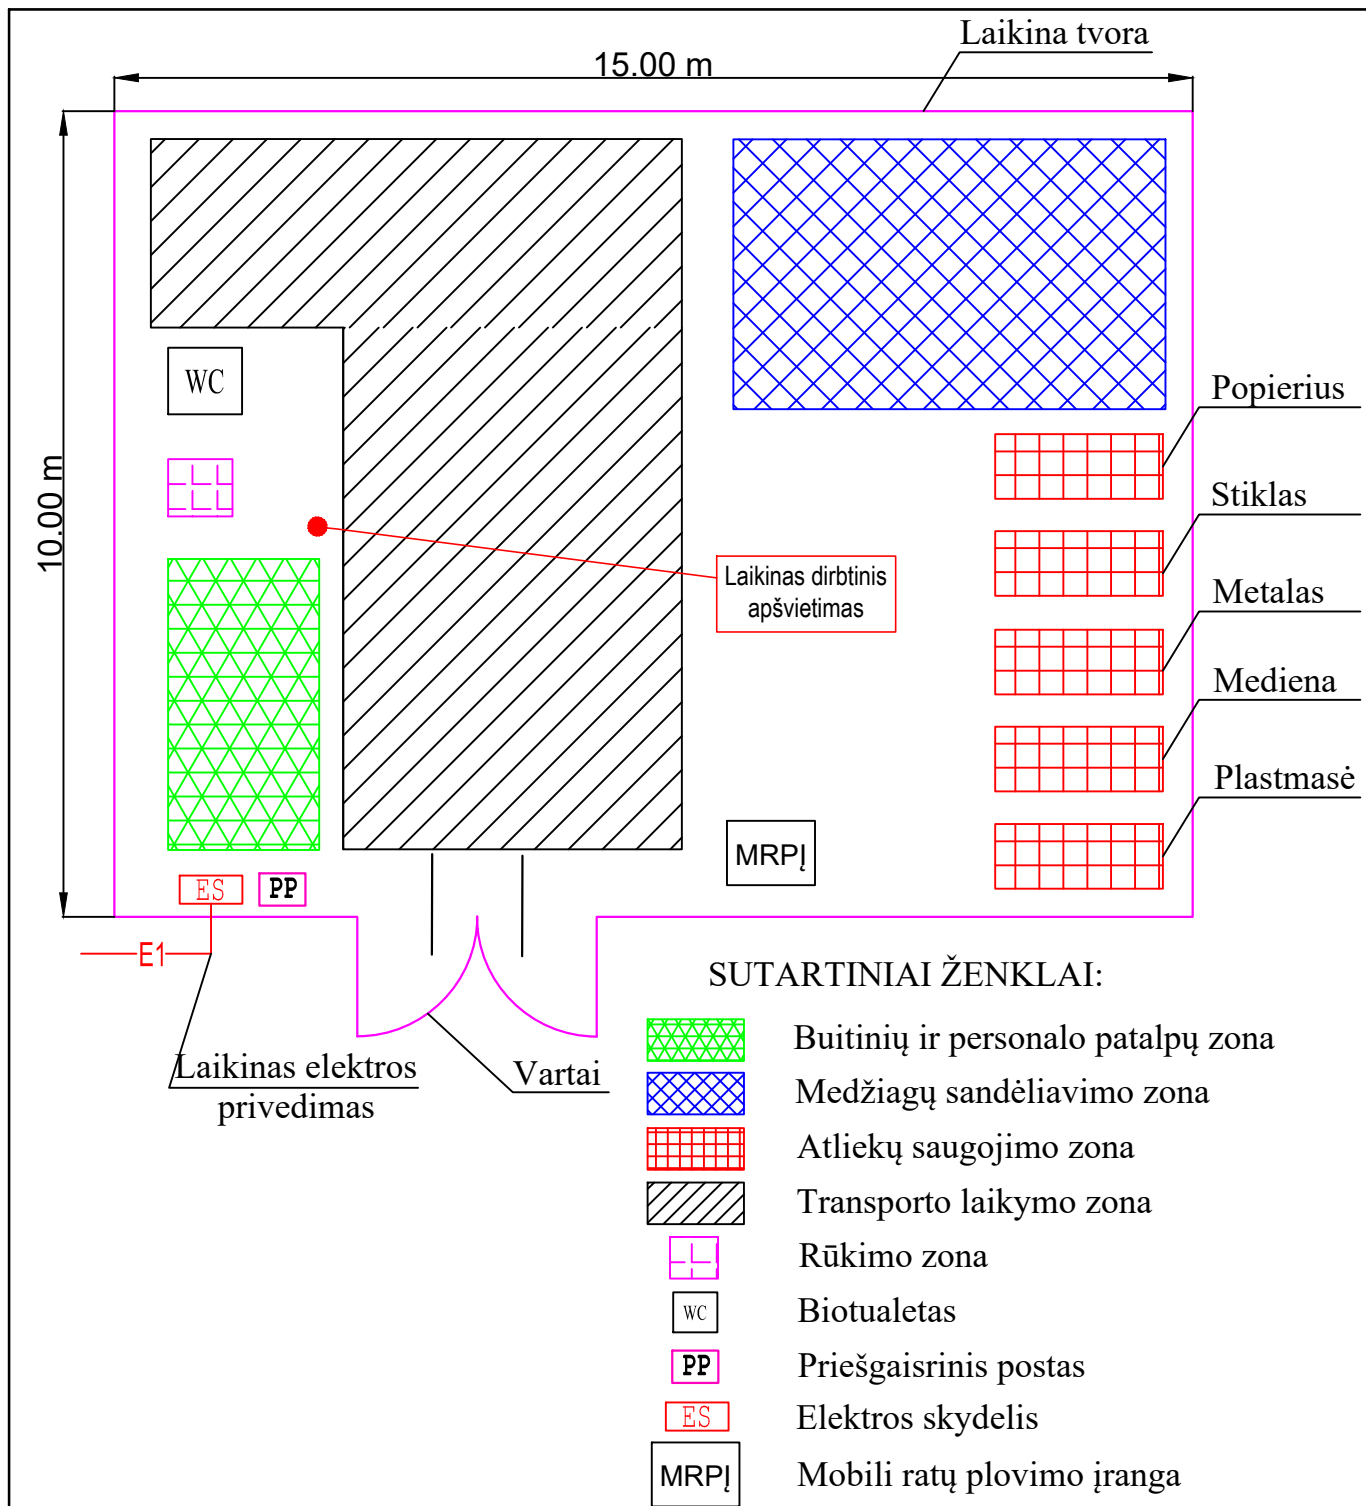 Laikina tvora
15.00 m
10.00 m
WC
Popierius
Stiklas
Laikinas dirbtinis
apšvietimas
Metalas
Mediena
Plastmasė
MRPĮ
ES
PP
E1
Laikinas elektros
privedimas
Vartai
SUTARTINIAI ŽENKLAI:
Buitinių ir personalo patalpų zona
Medžiagų sandėliavimo zona
Atliekų saugojimo zona
Transporto laikymo zona
Rūkimo zona
WC Biotualetas
PP Priešgaisrinis postas
ES Elektros skydelis
MRPĮ Mobili ratų plovimo įranga